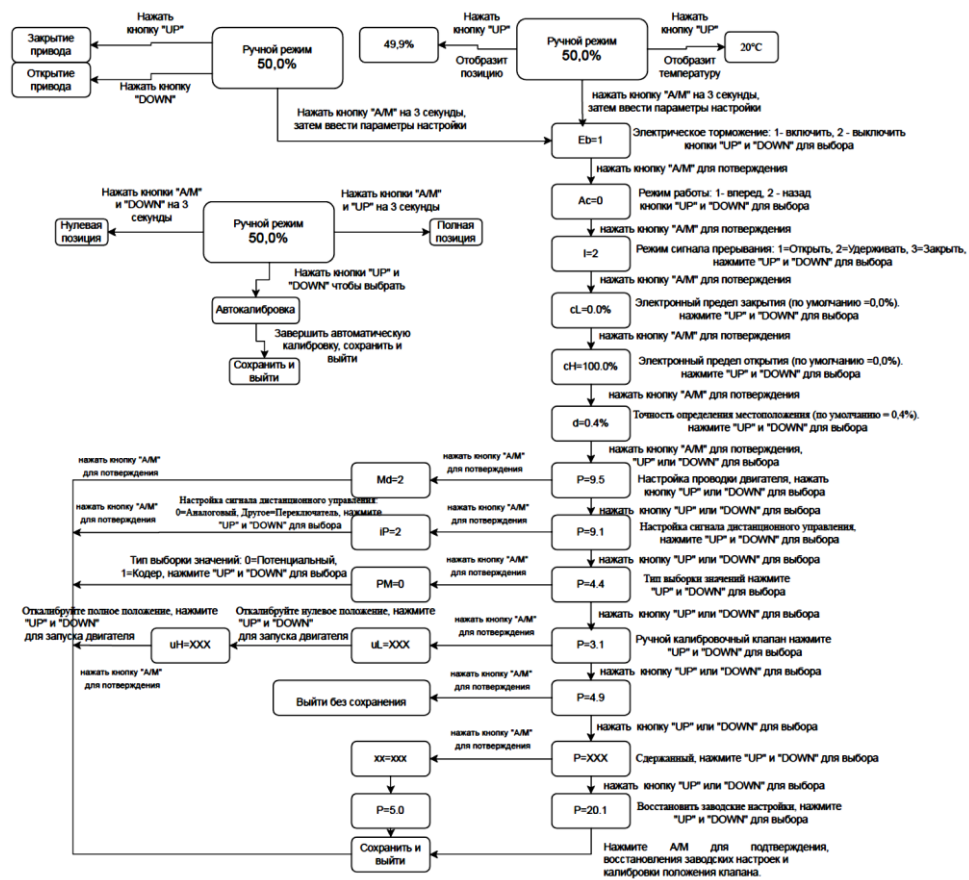 Нажать
кнопку "UP"
Закрытие
привода
Открытие
привода
Нажать кнопку
"DOWN"
Ручной режим
50,0%
Нажать
кнопку "UP"
49,9%
Отобразит
позицию
Ручной режим
50,0%
Нажать
кнопку "UP"
20°C
Отобразит
температуру
Нажать кнопку "A/M" на 3 секунды,
затем ввести параметры настройки
нажать кнопку "A/M" на 3 секунды,
затем ввести параметры настройки
Eb=1
Электрическое торможение: 1- включить, 2 - выключить
кнопки "UP" и "DOWN" для выбора
нажать кнопку "A/M" для потверждения
Ac=0
Режим работы: 1- вперед, 2 - назад
кнопки "UP" и "DOWN" для выбора
нажать кнопку "A/M" для потверждения
I=2
Режим сигнала прерывания: 1=Открыть, 2=Удерживать, 3=Закрыть,
нажмите "UP" и "DOWN" для выбора
нажать кнопку "A/M" для потверждения
cL=0.0%
Электронный предел закрытия (по умолчанию =0,0%).
нажмите "UP" и "DOWN" для выбора
нажать кнопку "A/M" для потверждения
cH=100.0%
Электронный предел открытия (по умолчанию =0,0%).
нажмите "UP" и "DOWN" для выбора
нажать кнопку "A/M" для потверждения
d=0.4%
Точность определения местоположения (по умолчанию = 0,4%).
нажмите "UP" и "DOWN" для выбора
нажать кнопку "A/M" для потверждения,
"UP" или "DOWN" для выбора
Нажать кнопки "A/M"
и "DOWN" на 3
секунды
Нажать кнопки "A/M"
и "UP" на 3 секунды
Нулевая
позиция
Ручной режим
50,0%
Полная
позиция
Нажать кнопки "UP" и
"DOWN" чтобы выбрать
Автокалибровка
Завершить автоматическую
калибровку, сохранить и
выйти
Сохранить и
выйти
нажать кнопку "A/M"
для потверждения
Md=2
нажать кнопку "A/M"
для потверждения
P=9.5
Настройка проводки двигателя, нажать
кнопку "UP" или "DOWN" для выбора
нажать кнопку "UP" или "DOWN" для выбора
Настройка сигнала дистанционного управления:
0=Аналоговый, Другое=Переключатель, нажмите
"UP" и "DOWN" для выбора
нажать кнопку "A/M"
для потверждения
iP=2
нажать кнопку "A/M"
для потверждения
P=9.1
Настройка сигнала дистанционного управления,
нажмите "UP" и "DOWN" для выбора
нажать кнопку "UP" или "DOWN" для выбора
Тип выборки значений: 0=Потенциальный,
1=Кодер, нажмите "UP" и "DOWN" для выбора
PM=0
нажать кнопку "A/M"
для потверждения
P=4.4
Тип выборки значений нажмите
"UP" и "DOWN" для выбора
нажать кнопку "UP" или "DOWN" для выбора
Откалибруйте полное положение, нажмите
"UP" и "DOWN"
для запуска двигателя
uH=XXX
Откалибруйте нулевое положение, нажмите
"UP" и "DOWN"
для запуска двигателя
uL=XXX
нажать кнопку "A/M"
для потверждения
P=3.1
Ручной калибровочный клапан нажмите
"UP" и "DOWN" для выбора
нажать кнопку "UP" или "DOWN" для выбора
нажать кнопку "A/M"
для потверждения
Выйти без сохранения
нажать кнопку "A/M"
для потверждения
P=4.9
нажать кнопку "UP" или "DOWN" для выбора
xx=xxx
нажать кнопку "A/M"
для потверждения
P=XXX
Сдержанный, нажмите "UP" и "DOWN" для выбора
нажать кнопку "UP" или "DOWN" для выбора
P=5.0
P=20.1
Восстановить заводские настройки, нажмите
"UP" и "DOWN" для выбора
Сохранить и
выйти
Нажмите A/M для подтверждения,
восстановления заводских настроек и
калибровки положения клапана.